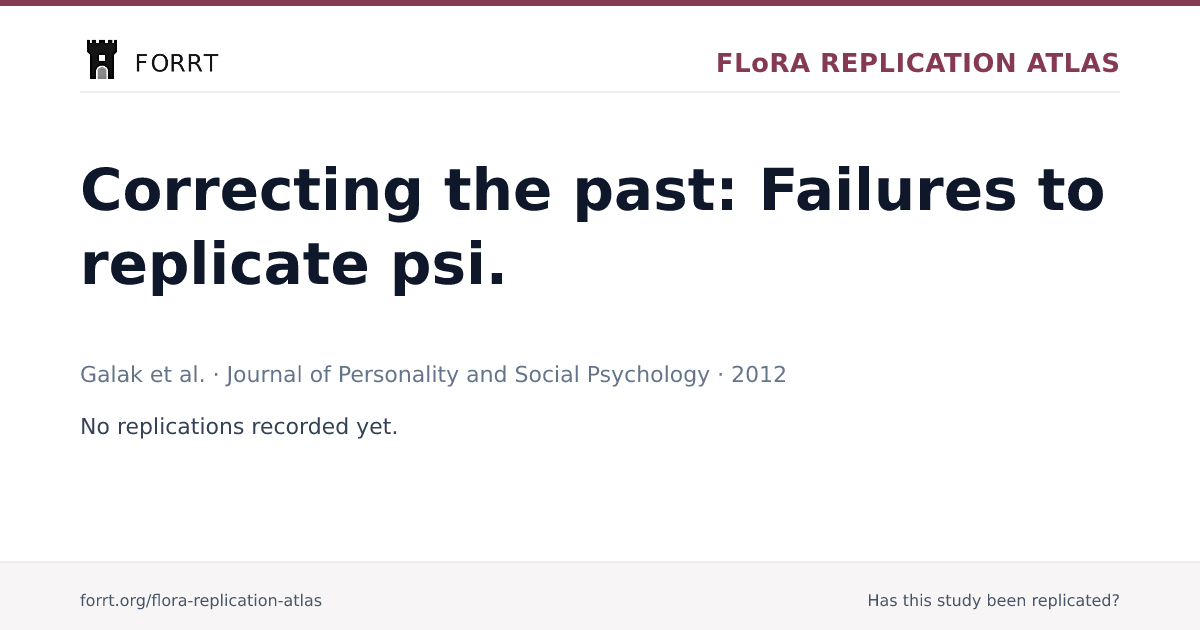 FORRT
FLoRA REPLICATION ATLAS
Correcting the past: Failures to
replicate psi.
Galak et al. · Journal of Personality and Social Psychology · 2012
No replications recorded yet.
forrt.org/flora-replication-atlas
Has this study been replicated?